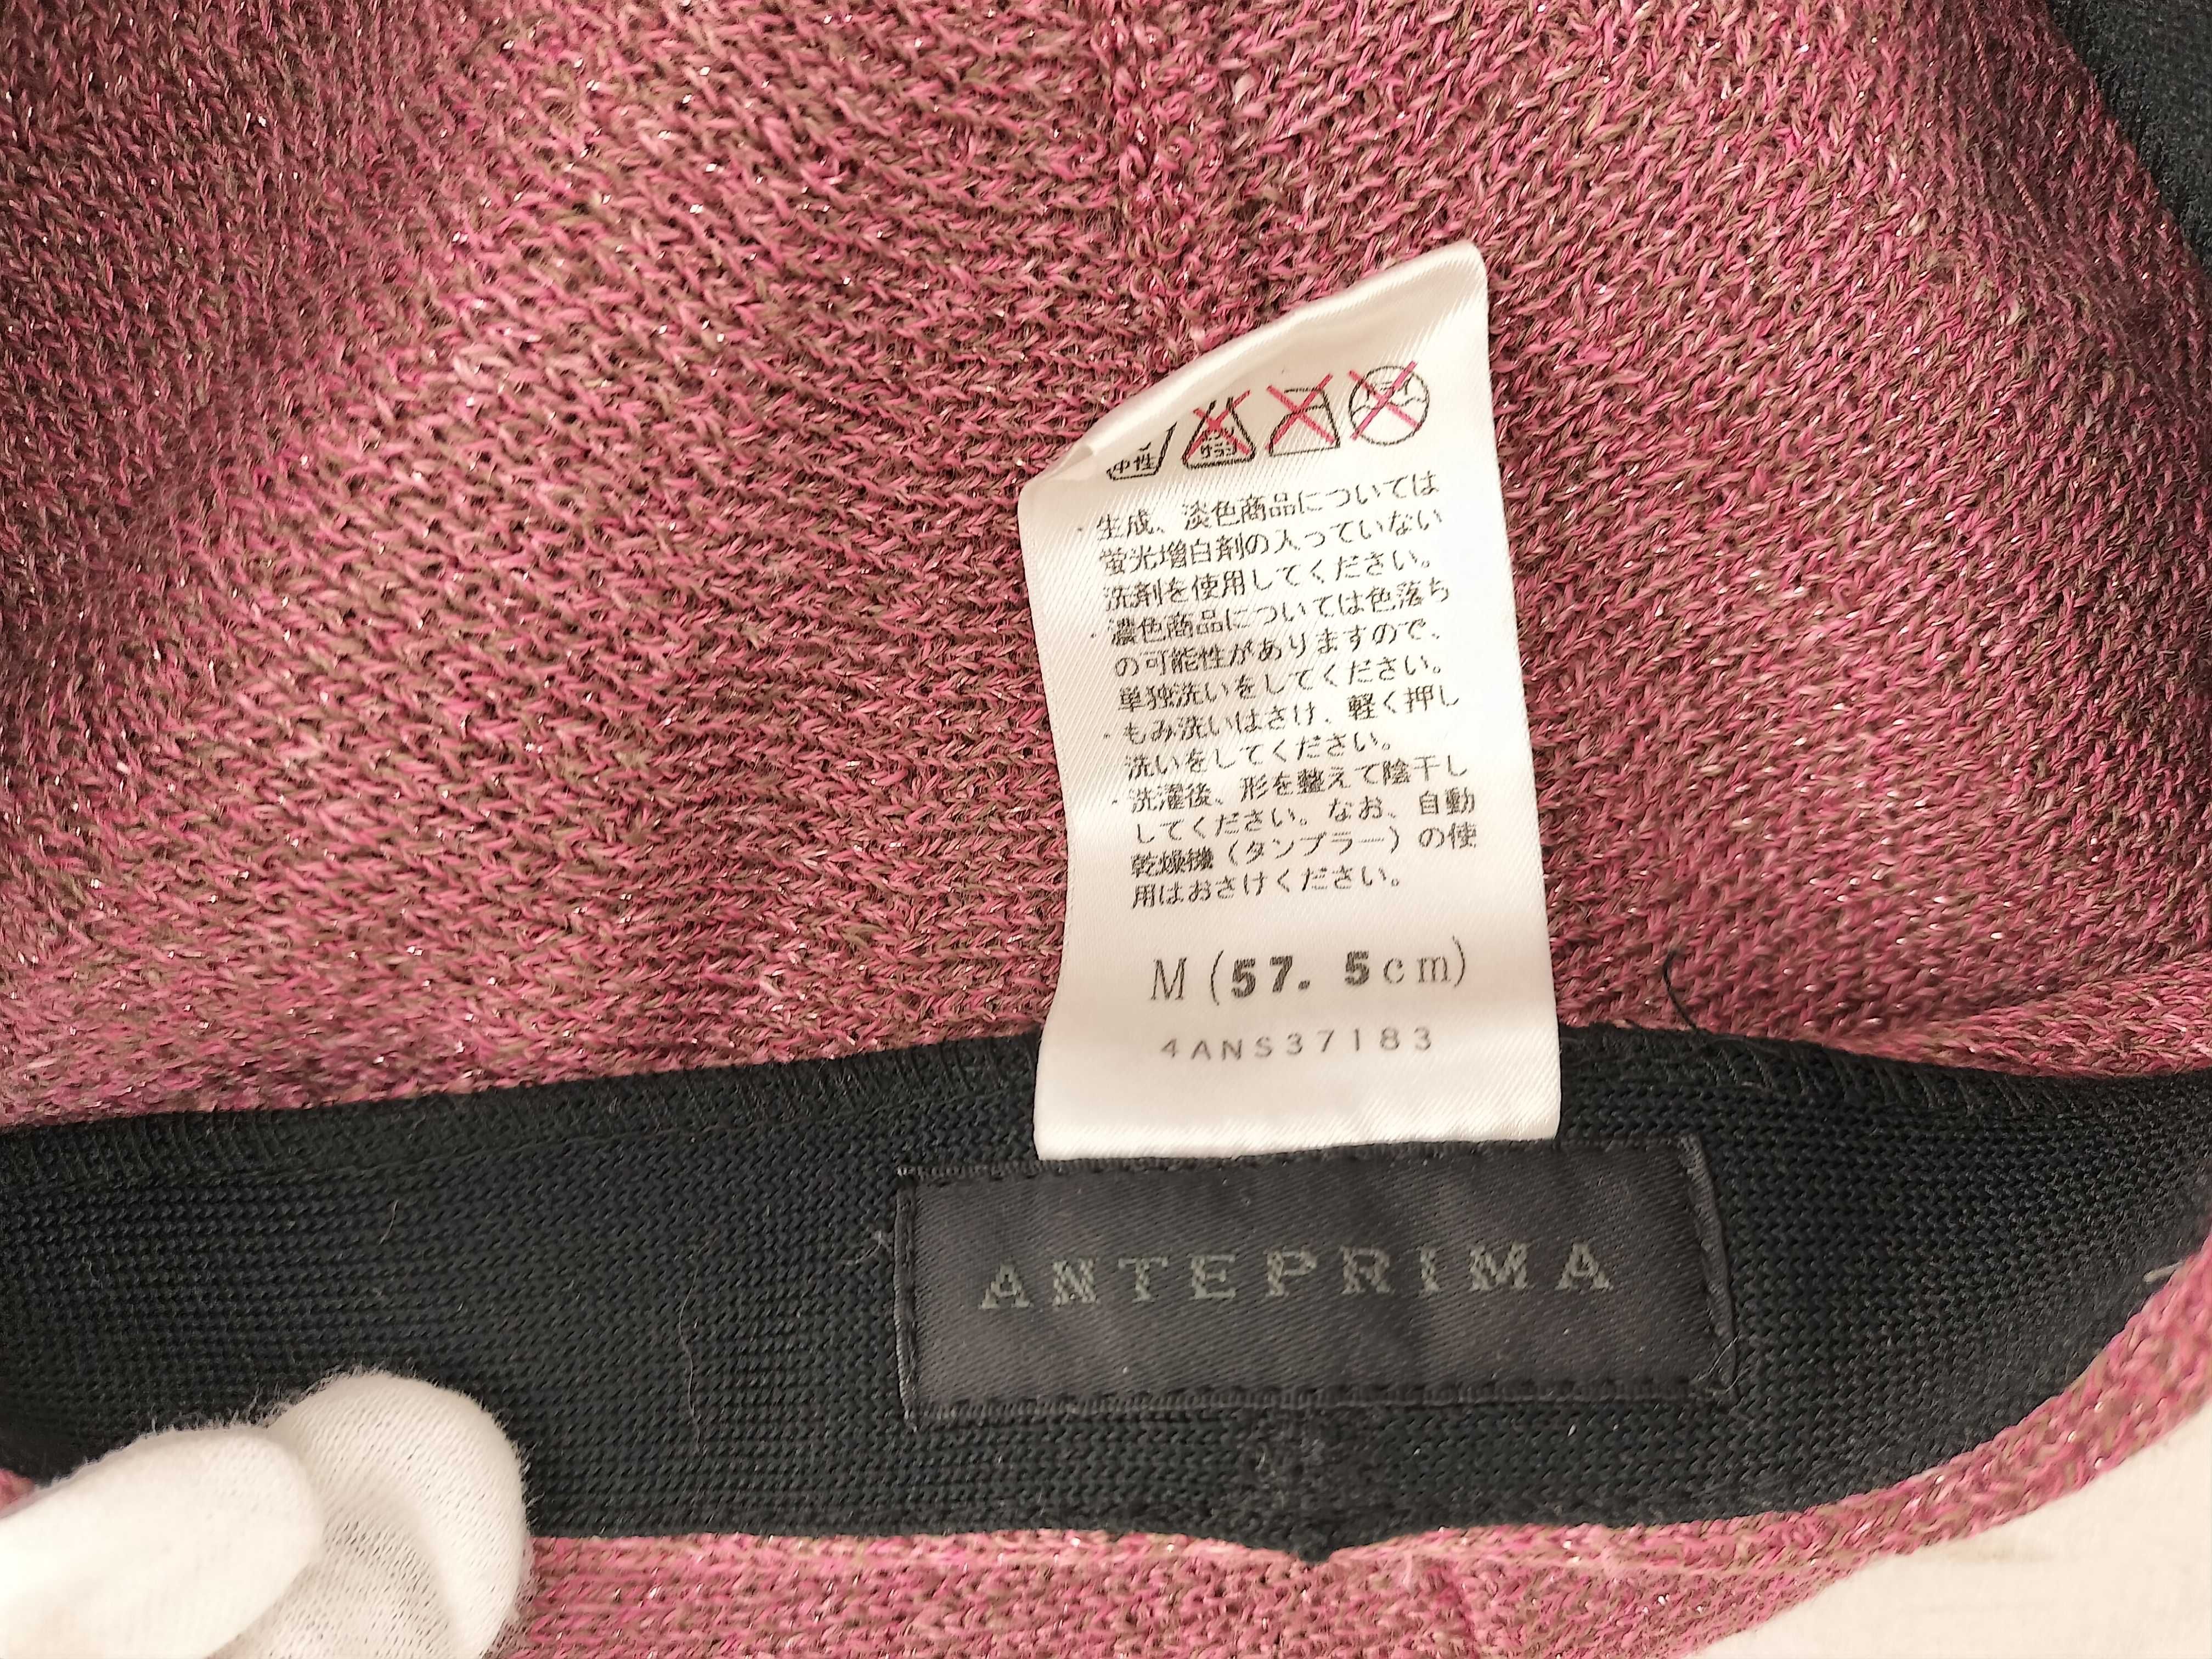 中性
エンソ
サラシ
・生成、淡色商品については
蛍光増白剤の入っていない
洗剤を使用してください。
・濃色商品については色落ち
の可能性がありますので、
単独洗いをしてください。
・もみ洗いはさけ、軽く押し
洗いをしてください。
・洗濯後、形を整えて陰干し
してください。なお、自動
乾燥機（タンブラー）の使
用はおさけください。
M(57.5cm)
4ANS37183
ANTEPRIMA